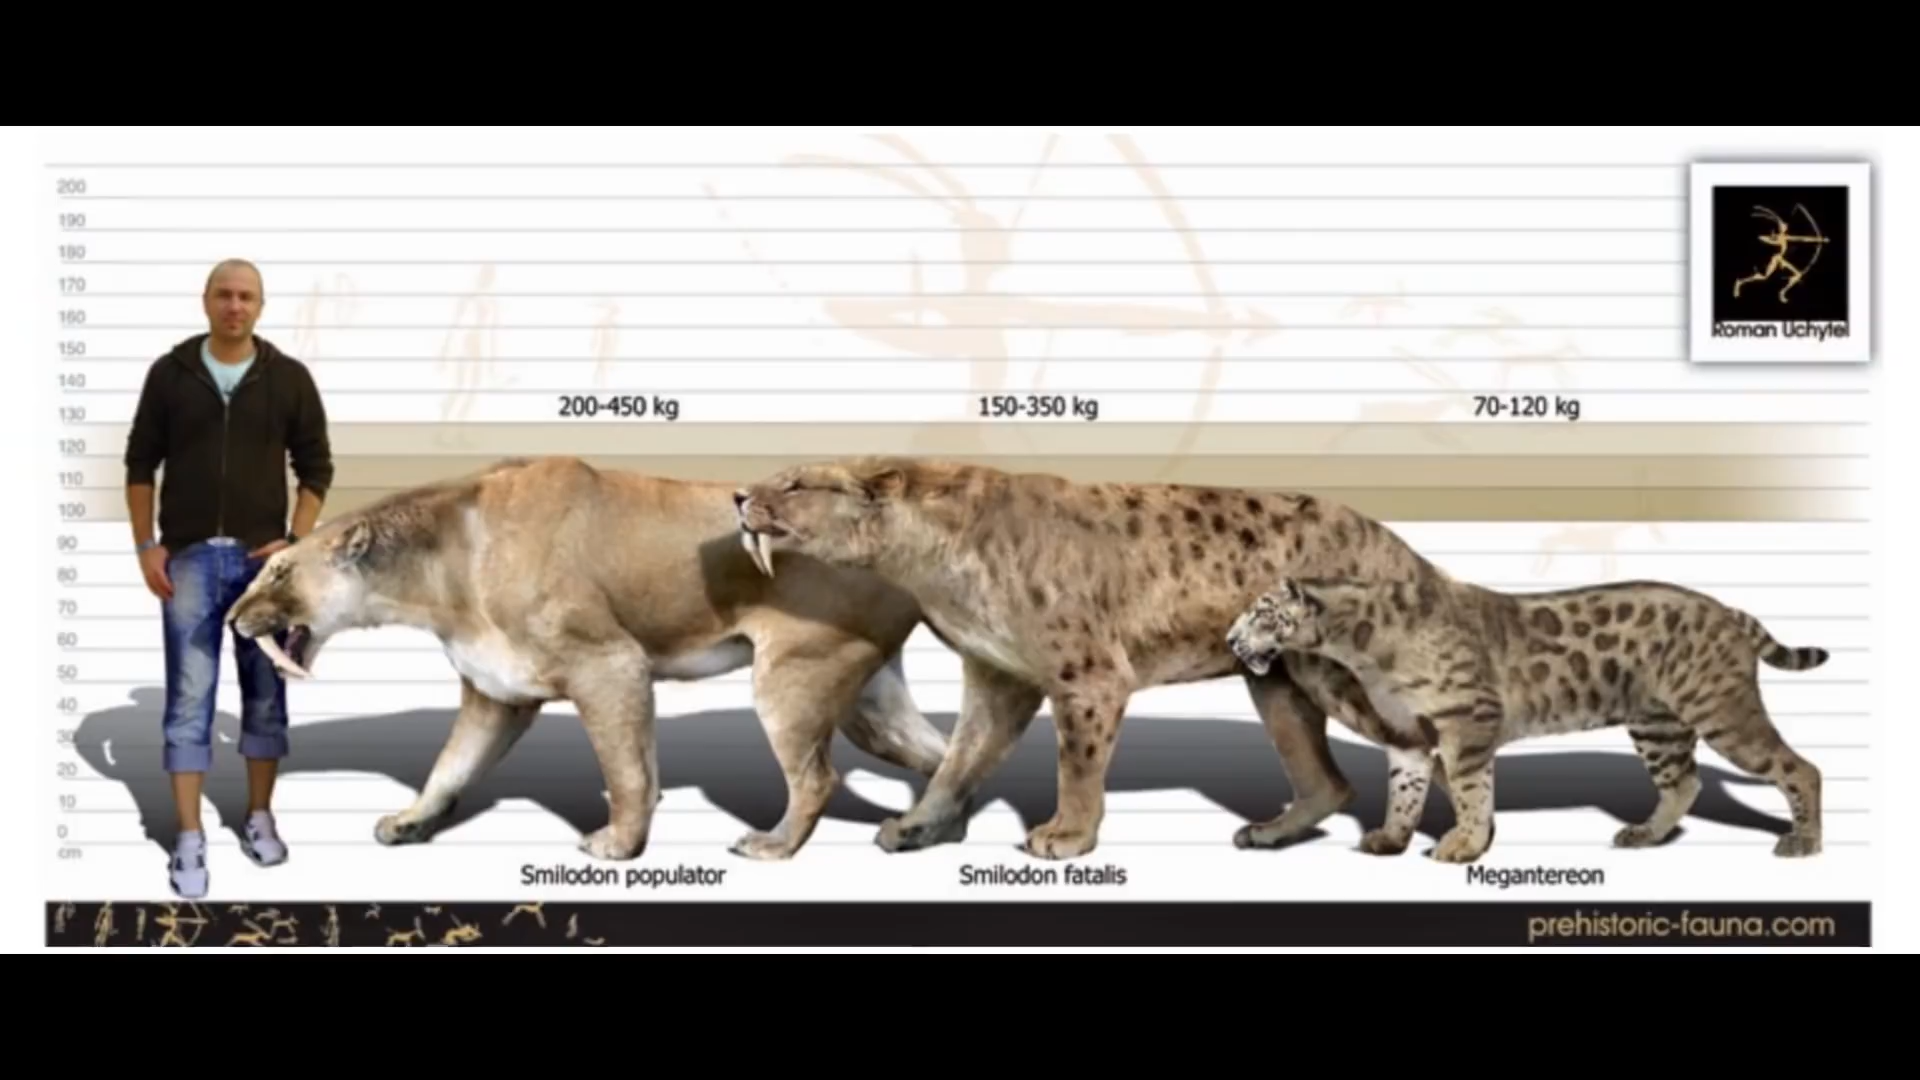 200
190
180
170
160
150
140
130
120
110
100
90
80
70
60
50
40
30
20
10
0
cm
Roman Uchytel
200-450 kg
150-350 kg
70-120 kg
Smilodon populator
Smilodon fatalis
Megantereon
prehistoric-fauna.com